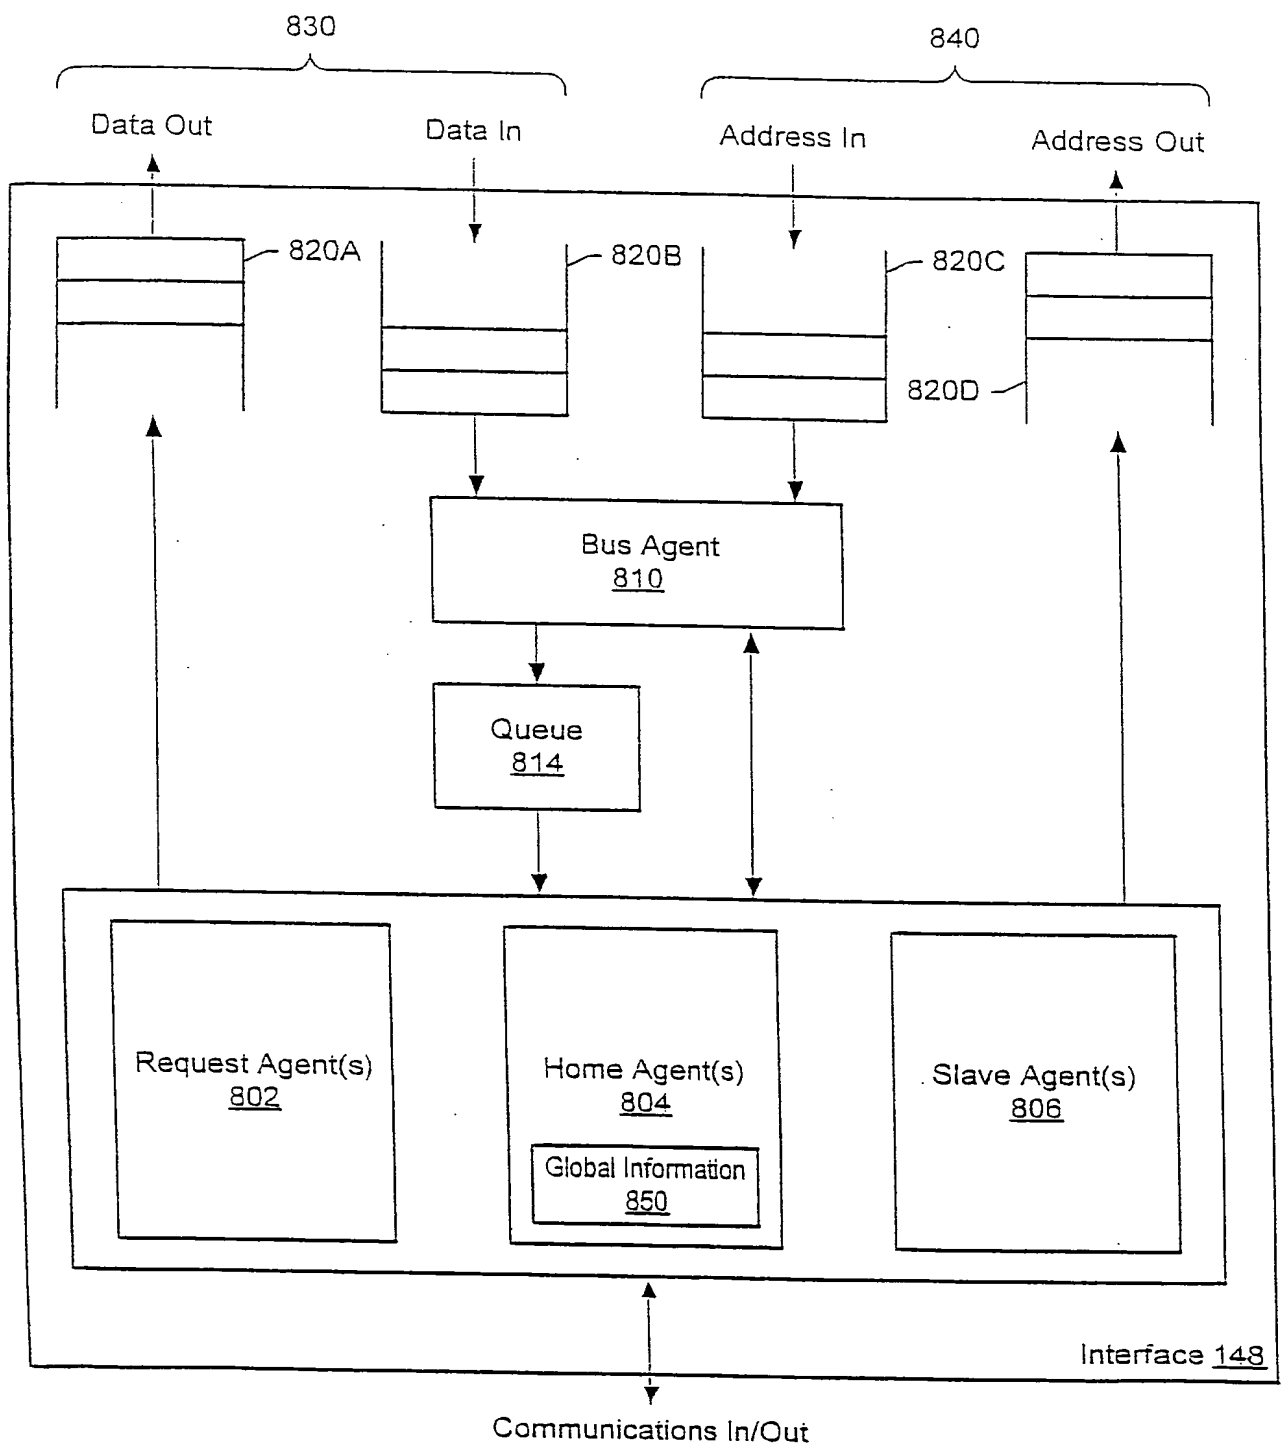 830
840
Data Out
Data In
Address In
Address Out
820A
820B
820C
820D
Bus Agent
810
Queue
814
Request Agent(s)
802
Home Agent(s)
804
Slave Agent(s)
806
Global Information
850
Interface 148
Communications In/Out